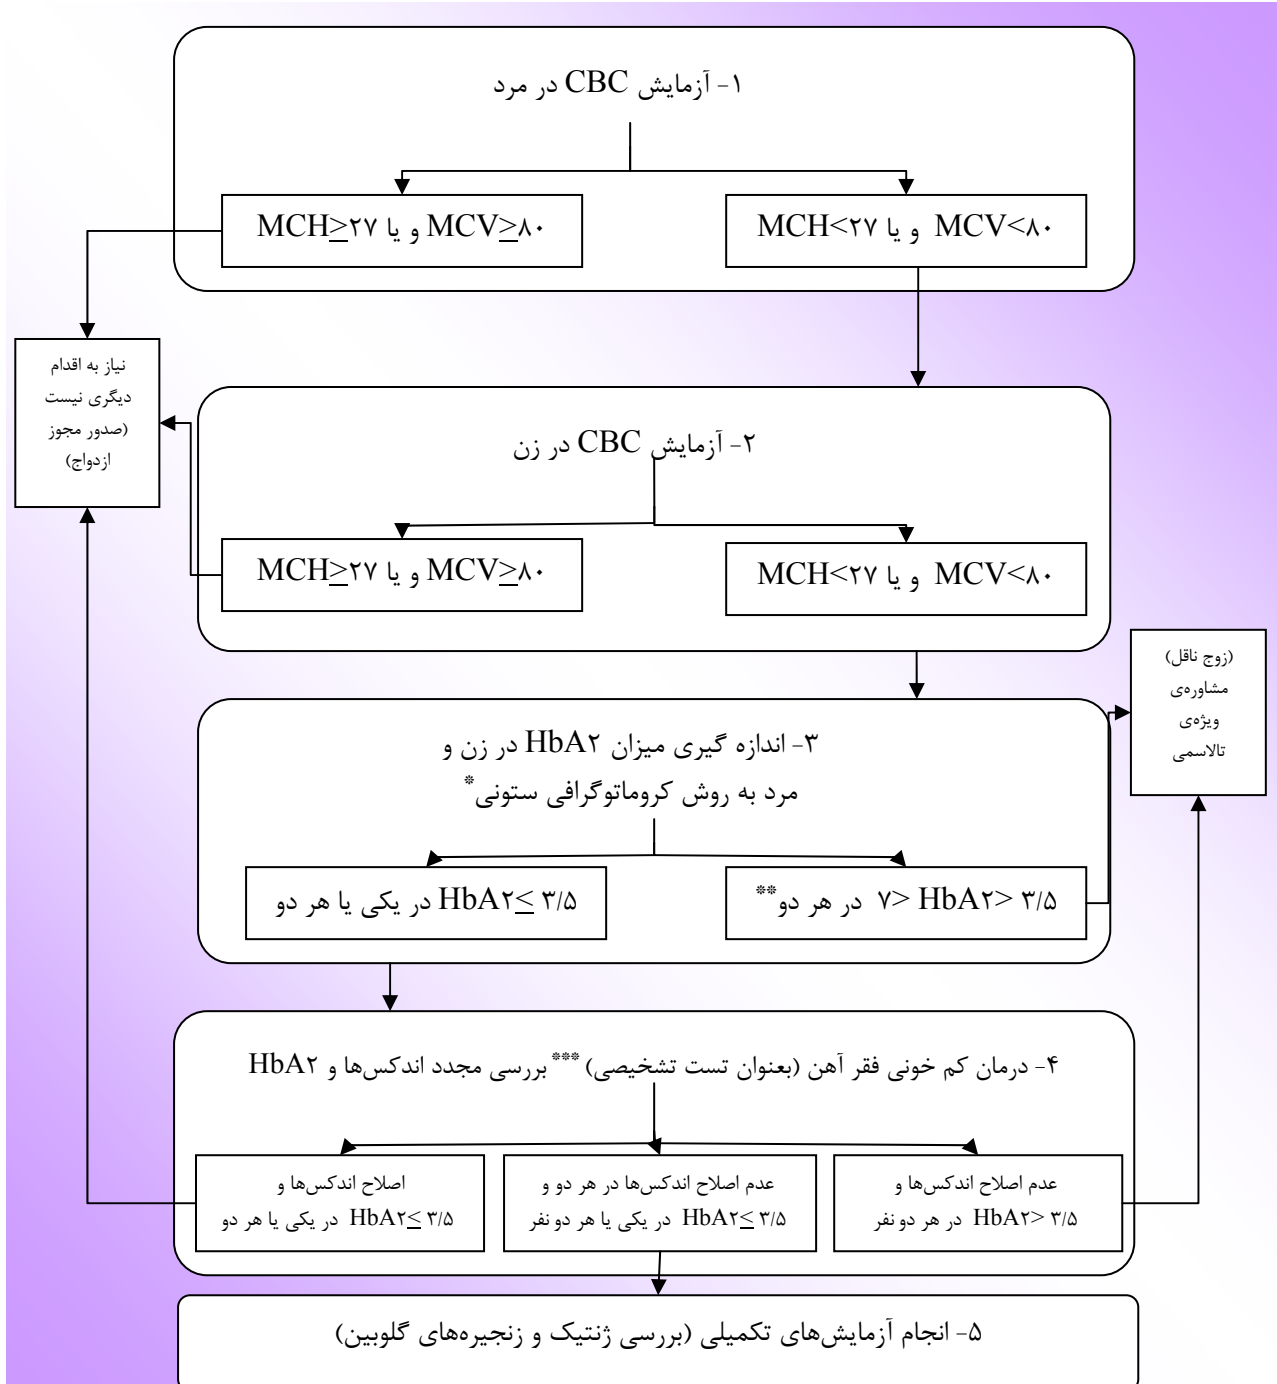 ۱- آزمایش CBC در مرد
MCV<۸۰ و یا MCH<۲۷
MCV≥۸۰ و یا MCH≥۲۷
نیاز به اقدام
دیگری نیست
(صدور مجوز
ازدواج)
۲- آزمایش CBC در زن
MCV<۸۰ و یا MCH<۲۷
MCV≥۸۰ و یا MCH≥۲۷
(زوج ناقل)
مشاوره‌ی
ویژه‌ی
تالاسمی
۳- اندازه گیری میزان HbA۲ در زن و
مرد به روش کروماتوگرافی ستونی*
۷> HbA۲> ۳/۵ در هر دو**
HbA۲≤ ۳/۵ در یکی یا هر دو
۴- درمان کم خونی فقر آهن (بعنوان تست تشخیصی)*** بررسی مجدد اندکس‌ها و HbA۲
عدم اصلاح اندکس‌ها و
HbA۲> ۳/۵ در هر دو نفر
عدم اصلاح اندکس‌ها در هر دو و
HbA۲≤ ۳/۵ در یکی یا هر دو نفر
اصلاح اندکس‌ها و
HbA۲≤ ۳/۵ در یکی یا هر دو
۵- انجام آزمایش‌های تکمیلی (بررسی ژنتیک و زنجیره‌های گلوبین)